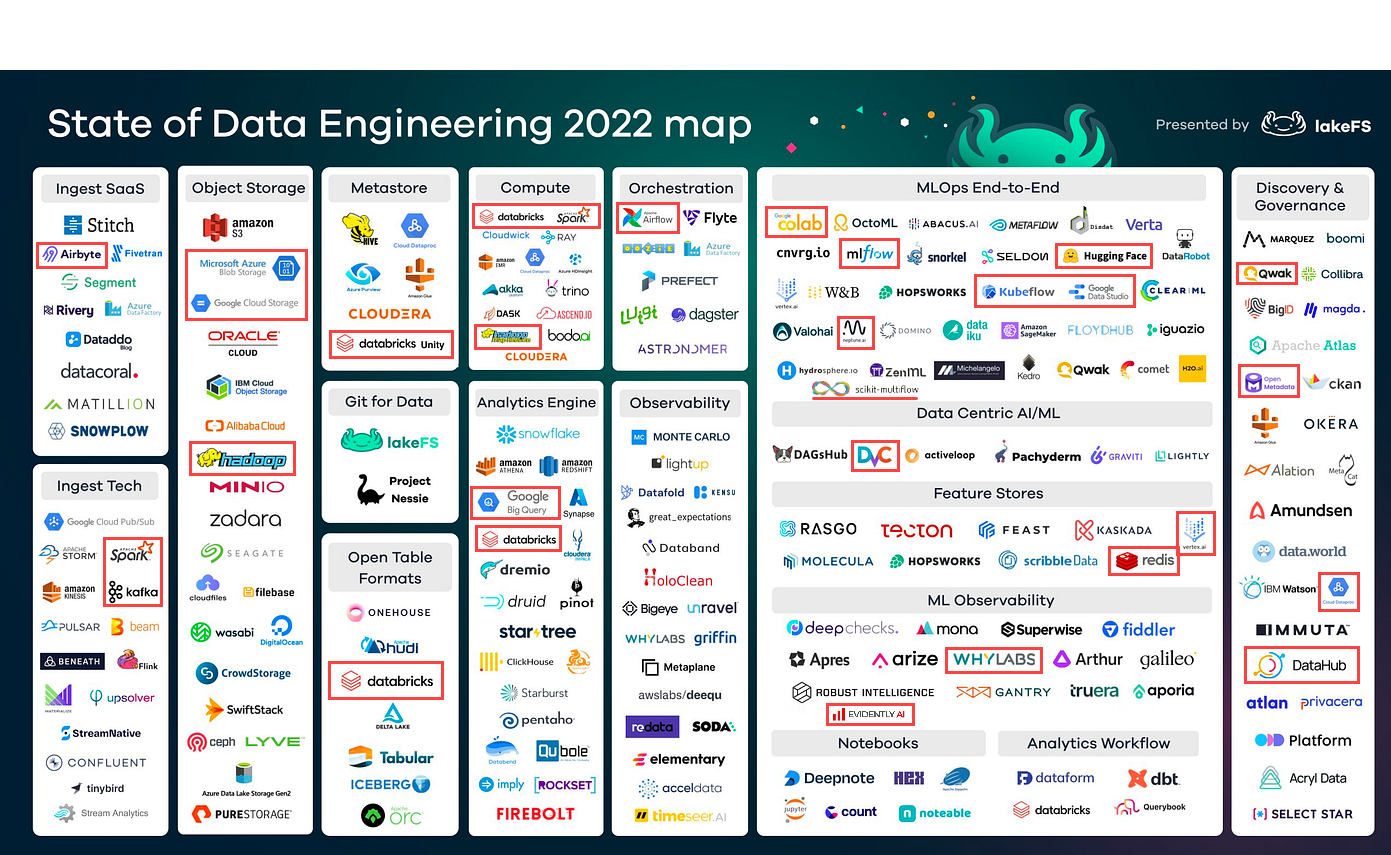 State of Data Engineering 2022 map
Presented by lakeFS
Ingest SaaS
Stitch
Airbyte Fivetran
Segment
Rivery Azure Data Factory
Dataddo Blog
datacoral.
MATILLION
SNOWPLOW
Ingest Tech
Google Cloud Pub/Sub
APACHE STORM APACHE Spark
amazon KINESIS kafka
PULSAR beam
BENEATH Flink
MATERIALIZE upsolver
StreamNative
CONFLUENT
tinybird
Stream Analytics
Object Storage
amazon S3
Microsoft Azure Blob Storage
Google Cloud Storage
ORACLE CLOUD
IBM Cloud Object Storage
Alibaba Cloud
hadoop
MINIO
zadara
SEAGATE
cloudfiles filebase
wasabi DigitalOcean
CrowdStorage
SwiftStack
ceph LYVE
Azure Data Lake Storage Gen2
PURESTORAGE
Metastore
HIVE Cloud Dataproc
Azure Purview Amazon Glue
CLOUDERA
databricks Unity
Git for Data
lakeFS
Project Nessie
Open Table Formats
ONEHOUSE
Apache hudi
databricks
DELTA LAKE
Tabular
ICEBERG
Apache orc
Compute
databricks APACHE Spark
Cloudwick RAY
amazon EMR Cloud Dataproc Azure HDInsight
akka platform trino
DASK ASCEND.IO
hadoop bodo.ai
CLOUDERA
Analytics Engine
snowflake
amazon ATHENA amazon REDSHIFT
Google Big Query Synapse
databricks cloudera IMPALA
dremio
druid pinot
star tree
ClickHouse
Starburst
pentaho
Databend Qubole
imply ROCKSET
FIREBOLT
Orchestration
Apache Airflow Flyte
OOZIE Azure Data Factory
PREFECT
Luigi dagster
ASTRONOMER
Observability
MONTE CARLO
lightup
Datafold KENSU
great_expectations
Databand
HoloClean
Bigeye unravel
WHYLABS griffin
Metaplane
awslabs/deequ
redata SODA
elementary
acceldata
timeseer.AI
MLOps End-to-End
Google colab OctoML ABACUS.AI METAFLOW Disdat Verta
cnvrg.io mlflow snorkel SELDON Hugging Face DataRobot
vertex.ai W&B HOPSWORKS Kubeflow Google Data Studio CLEARML
Valohai neptune.ai DOMINO data iku Amazon SageMaker FLOYDHUB iguazio
hydrosphere.io ZenML Michelangelo Kedro Qwak comet H2O.ai
scikit-multiflow
Data Centric AI/ML
DAGsHub DVC activeloop Pachyderm GRAVITI LIGHTLY
Feature Stores
RASGO TECTON FEAST KASKADA vertex.ai
MOLECULA HOPSWORKS scribbleData redis
ML Observability
deepchecks. mona Superwise fiddler
Apres arize WHYLABS Arthur galileo
ROBUST INTELLIGENCE GANTRY truera aporia
EVIDENTLY AI
Notebooks
Deepnote HEX Apache Zeppelin
jupyter count noteable
Analytics Workflow
dataform dbt
databricks Querybook
Discovery & Governance
MARQUEZ boomi
Qwak Collibra
BigID magda.
Apache Atlas
Open Metadata ckan
Amazon Glue OKERA
Alation Meta Cat
Amundsen
data.world
IBM Watson Cloud Dataproc
IMMUTA
DataHub
atlan privacera
Platform
Acryl Data
SELECT STAR